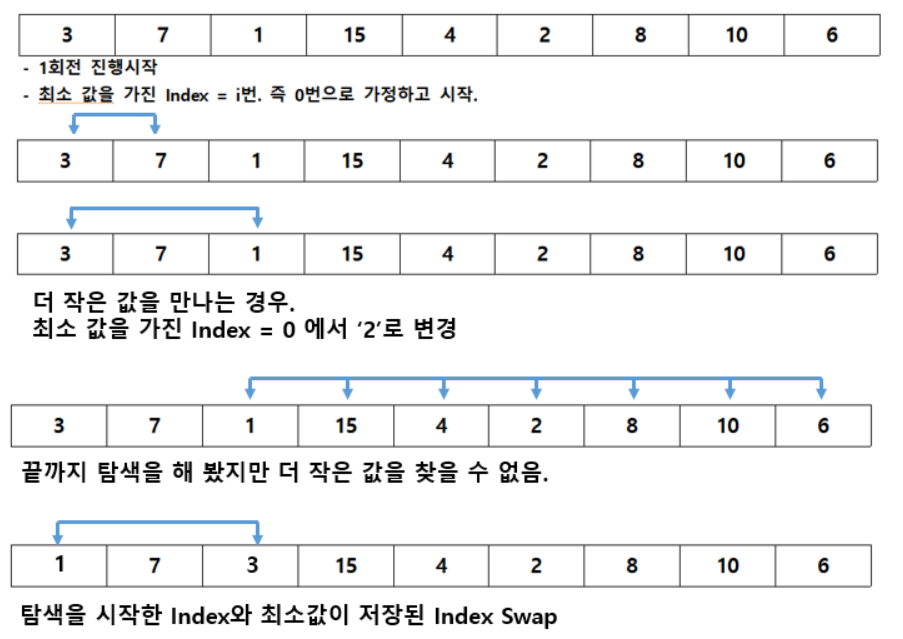 3 7 1 15 4 2 8 10 6
- 1회전 진행시작
- 최소 값을 가진 Index = i번. 즉 0번으로 가정하고 시작.
3 7 1 15 4 2 8 10 6
3 7 1 15 4 2 8 10 6
더 작은 값을 만나는 경우.
최소 값을 가진 Index = 0 에서 ‘2’로 변경
3 7 1 15 4 2 8 10 6
끝까지 탐색을 해 봤지만 더 작은 값을 찾을 수 없음.
1 7 3 15 4 2 8 10 6
탐색을 시작한 Index와 최소값이 저장된 Index Swap